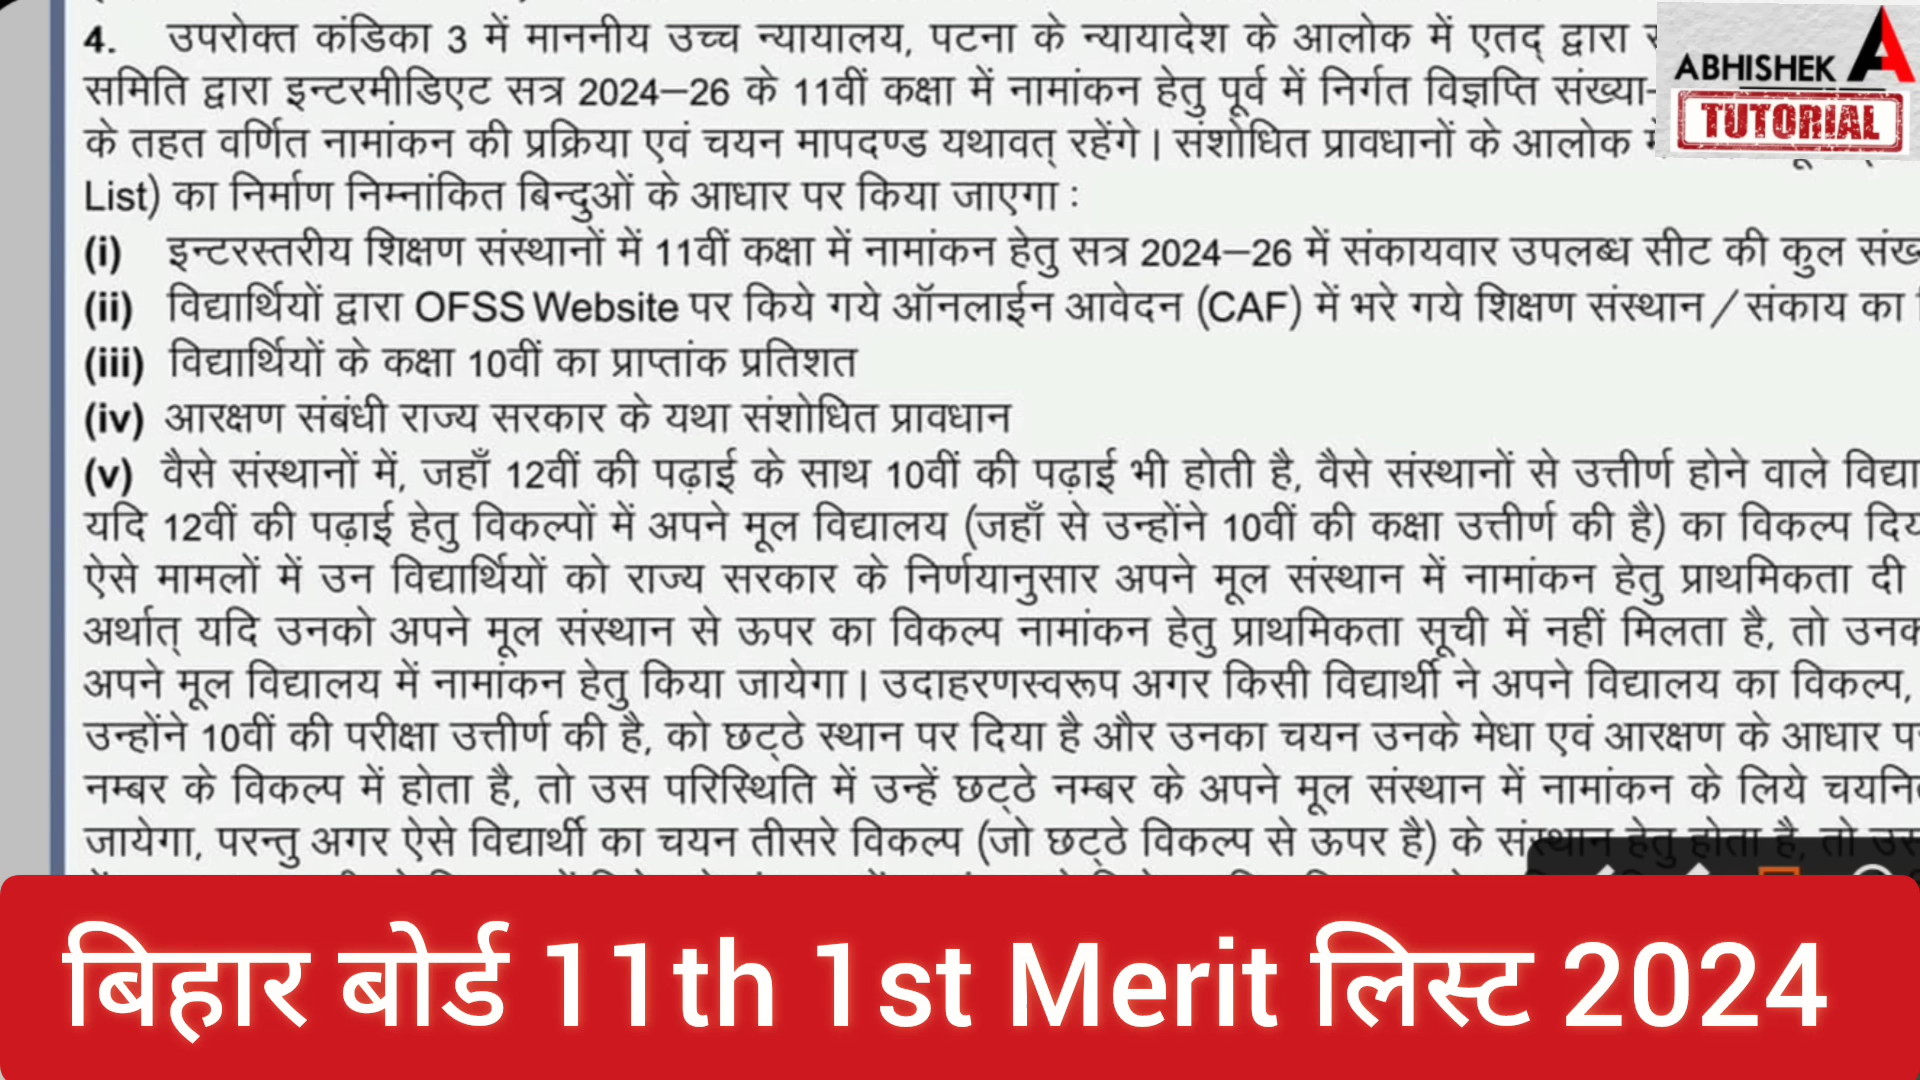 4. उपरोक्त कंडिका 3 में माननीय उच्च न्यायालय, पटना के न्यायादेश के आलोक में एतद् द्वारा
समिति द्वारा इन्टरमीडिएट सत्र 2024–26 के 11वीं कक्षा में नामांकन हेतु पूर्व में निर्गत विज्ञप्ति संख्या-
के तहत वर्णित नामांकन की प्रक्रिया एवं चयन मापदण्ड यथावत् रहेंगे। संशोधित प्रावधानों के आलोक
List) का निर्माण निम्नांकित बिन्दुओं के आधार पर किया जाएगा :
(i) इन्टरस्तरीय शिक्षण संस्थानों में 11वीं कक्षा में नामांकन हेतु सत्र 2024–26 में संकायवार उपलब्ध सीट की कुल
(ii) विद्यार्थियों द्वारा OFSS Website पर किये गये ऑनलाईन आवेदन (CAF) में भरे गये शिक्षण संस्थान / संकाय का
(iii) विद्यार्थियों के कक्षा 10वीं का प्राप्तांक प्रतिशत
(iv) आरक्षण संबंधी राज्य सरकार के यथा संशोधित प्रावधान
(v) वैसे संस्थानों में, जहाँ 12वीं की पढ़ाई के साथ 10वीं की पढ़ाई भी होती है, वैसे संस्थानों से उत्तीर्ण होने वाले
यदि 12वीं की पढ़ाई हेतु विकल्पों में अपने मूल विद्यालय (जहाँ से उन्होंने 10वीं की कक्षा उत्तीर्ण की है) का विकल्प
ऐसे मामलों में उन विद्यार्थियों को राज्य सरकार के निर्णयानुसार अपने मूल संस्थान में नामांकन हेतु प्राथमिकता दी
अर्थात् यदि उनको अपने मूल संस्थान से ऊपर का विकल्प नामांकन हेतु प्राथमिकता सूची में नहीं मिलता है, तो
अपने मूल विद्यालय में नामांकन हेतु किया जायेगा। उदाहरणस्वरूप अगर किसी विद्यार्थी ने अपने विद्यालय का विकल्प,
उन्होंने 10वीं की परीक्षा उत्तीर्ण की है, को छट्ठे स्थान पर दिया है और उनका चयन उनके मेधा एवं आरक्षण के आधार
नम्बर के विकल्प में होता है, तो उस परिस्थिति में उन्हें छट्ठे नम्बर के अपने मूल संस्थान में नामांकन के लिये
जायेगा, परन्तु अगर ऐसे विद्यार्थी का चयन तीसरे विकल्प (जो छट्ठे विकल्प से ऊपर है) के संस्थान हेतु होता है, तो
ABHISHEK
TUTORIAL
बिहार बोर्ड 11th 1st Merit लिस्ट 2024